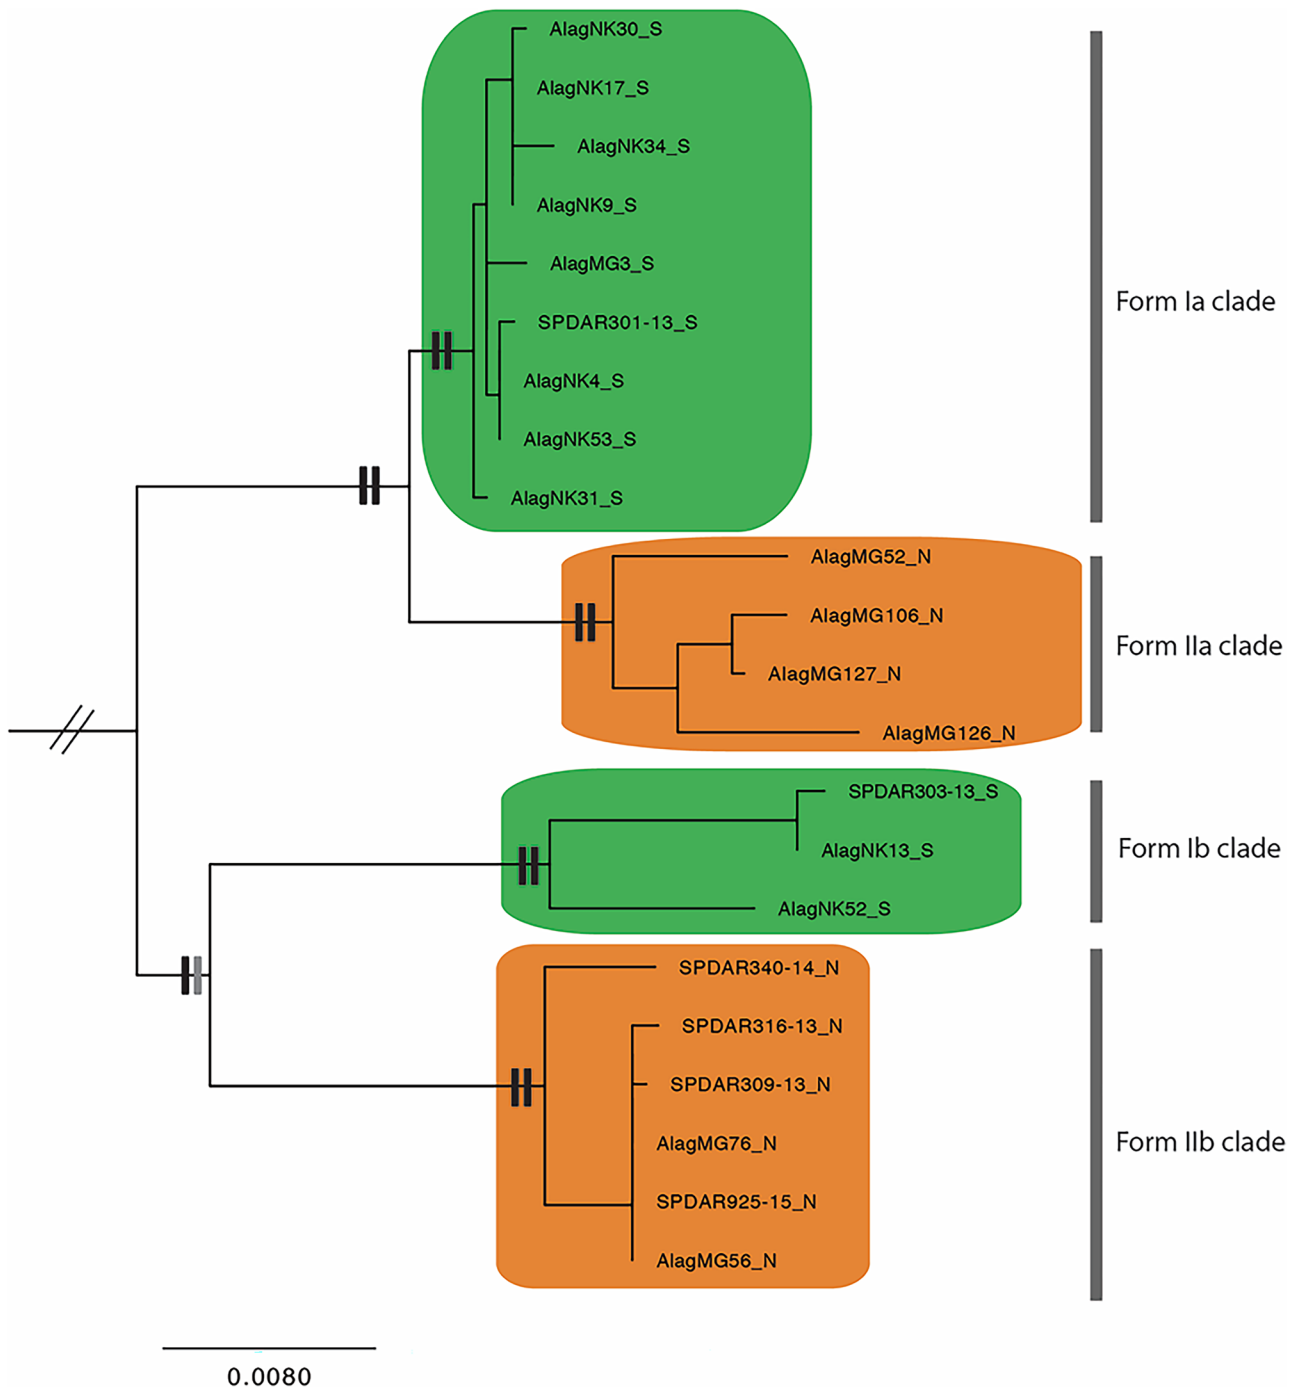 AlagNK30_S
AlagNK17_S
AlagNK34_S
AlagNK9_S
AlagMG3_S
SPDAR301-13_S
AlagNK4_S
AlagNK53_S
AlagNK31_S
Form Ia clade
AlagMG52_N
AlagMG106_N
AlagMG127_N
AlagMG126_N
Form IIa clade
SPDAR303-13_S
AlagNK13_S
AlagNK52_S
Form Ib clade
SPDAR340-14_N
SPDAR316-13_N
SPDAR309-13_N
AlagMG76_N
SPDAR925-15_N
AlagMG56_N
Form IIb clade
0.0080